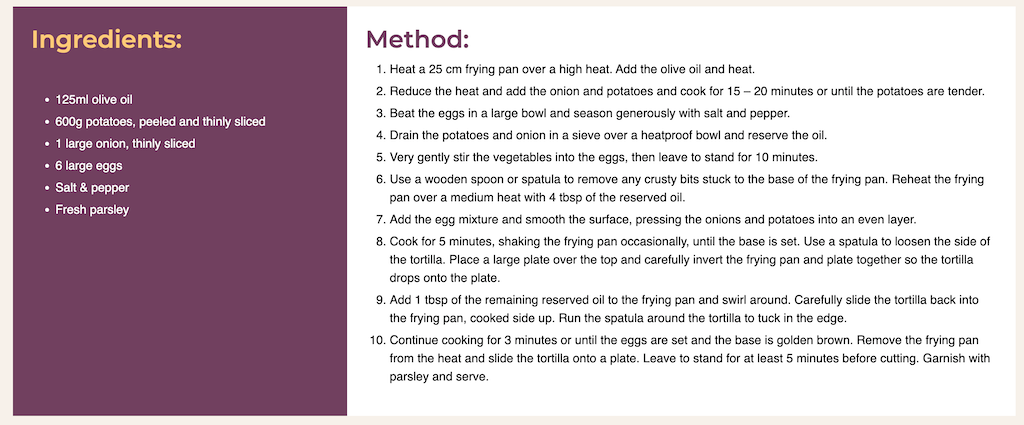 Ingredients:
• 125ml olive oil
• 600g potatoes, peeled and thinly sliced
• 1 large onion, thinly sliced
• 6 large eggs
• Salt & pepper
• Fresh parsley
Method:
1. Heat a 25 cm frying pan over a high heat. Add the olive oil and heat.
2. Reduce the heat and add the onion and potatoes and cook for 15 – 20 minutes or until the potatoes are tender.
3. Beat the eggs in a large bowl and season generously with salt and pepper.
4. Drain the potatoes and onion in a sieve over a heatproof bowl and reserve the oil.
5. Very gently stir the vegetables into the eggs, then leave to stand for 10 minutes.
6. Use a wooden spoon or spatula to remove any crusty bits stuck to the base of the frying pan. Reheat the frying
pan over a medium heat with 4 tbsp of the reserved oil.
7. Add the egg mixture and smooth the surface, pressing the onions and potatoes into an even layer.
8. Cook for 5 minutes, shaking the frying pan occasionally, until the base is set. Use a spatula to loosen the side of
the tortilla. Place a large plate over the top and carefully invert the frying pan and plate together so the tortilla
drops onto the plate.
9. Add 1 tbsp of the remaining reserved oil to the frying pan and swirl around. Carefully slide the tortilla back into
the frying pan, cooked side up. Run the spatula around the tortilla to tuck in the edge.
10. Continue cooking for 3 minutes or until the eggs are set and the base is golden brown. Remove the frying pan
from the heat and slide the tortilla onto a plate. Leave to stand for at least 5 minutes before cutting. Garnish with
parsley and serve.